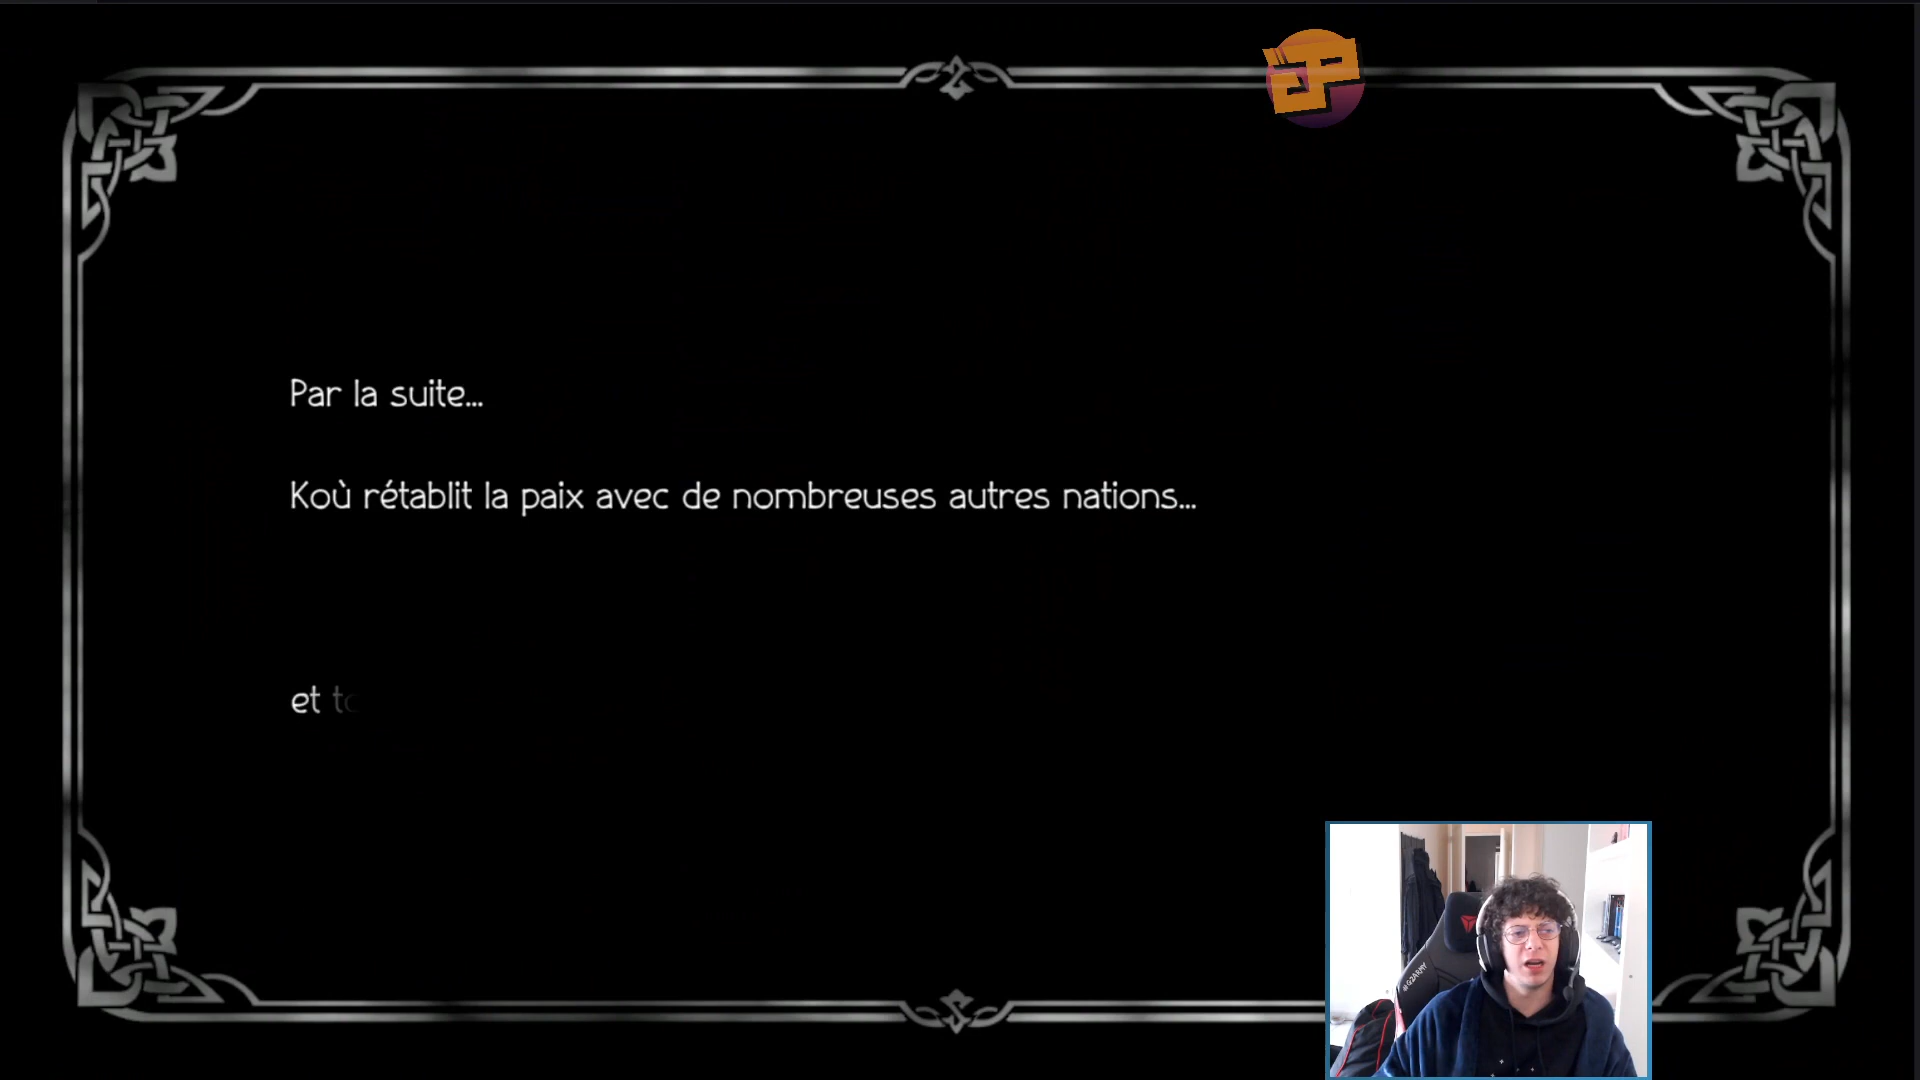 Par la suite...
Koù rétablit la paix avec de nombreuses autres nations...
et